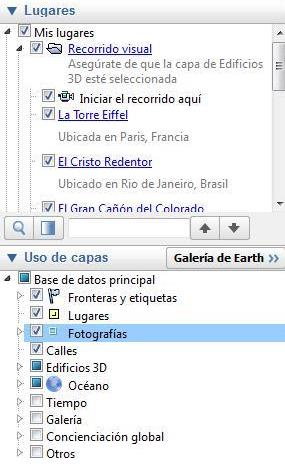 Lugares
Mis lugares
Recorrido visual
Asegúrate de que la capa de Edificios
3D esté seleccionada
Iniciar el recorrido aquí
La Torre Eiffel
Ubicada en París, Francia
El Cristo Redentor
Ubicado en Rio de Janeiro, Brasil
El Gran Cañón del Colorado
Uso de capas
Galería de Earth >>
Base de datos principal
Fronteras y etiquetas
Lugares
Fotografías
Calles
Edificios 3D
Océano
Tiempo
Galería
Concienciación global
Otros